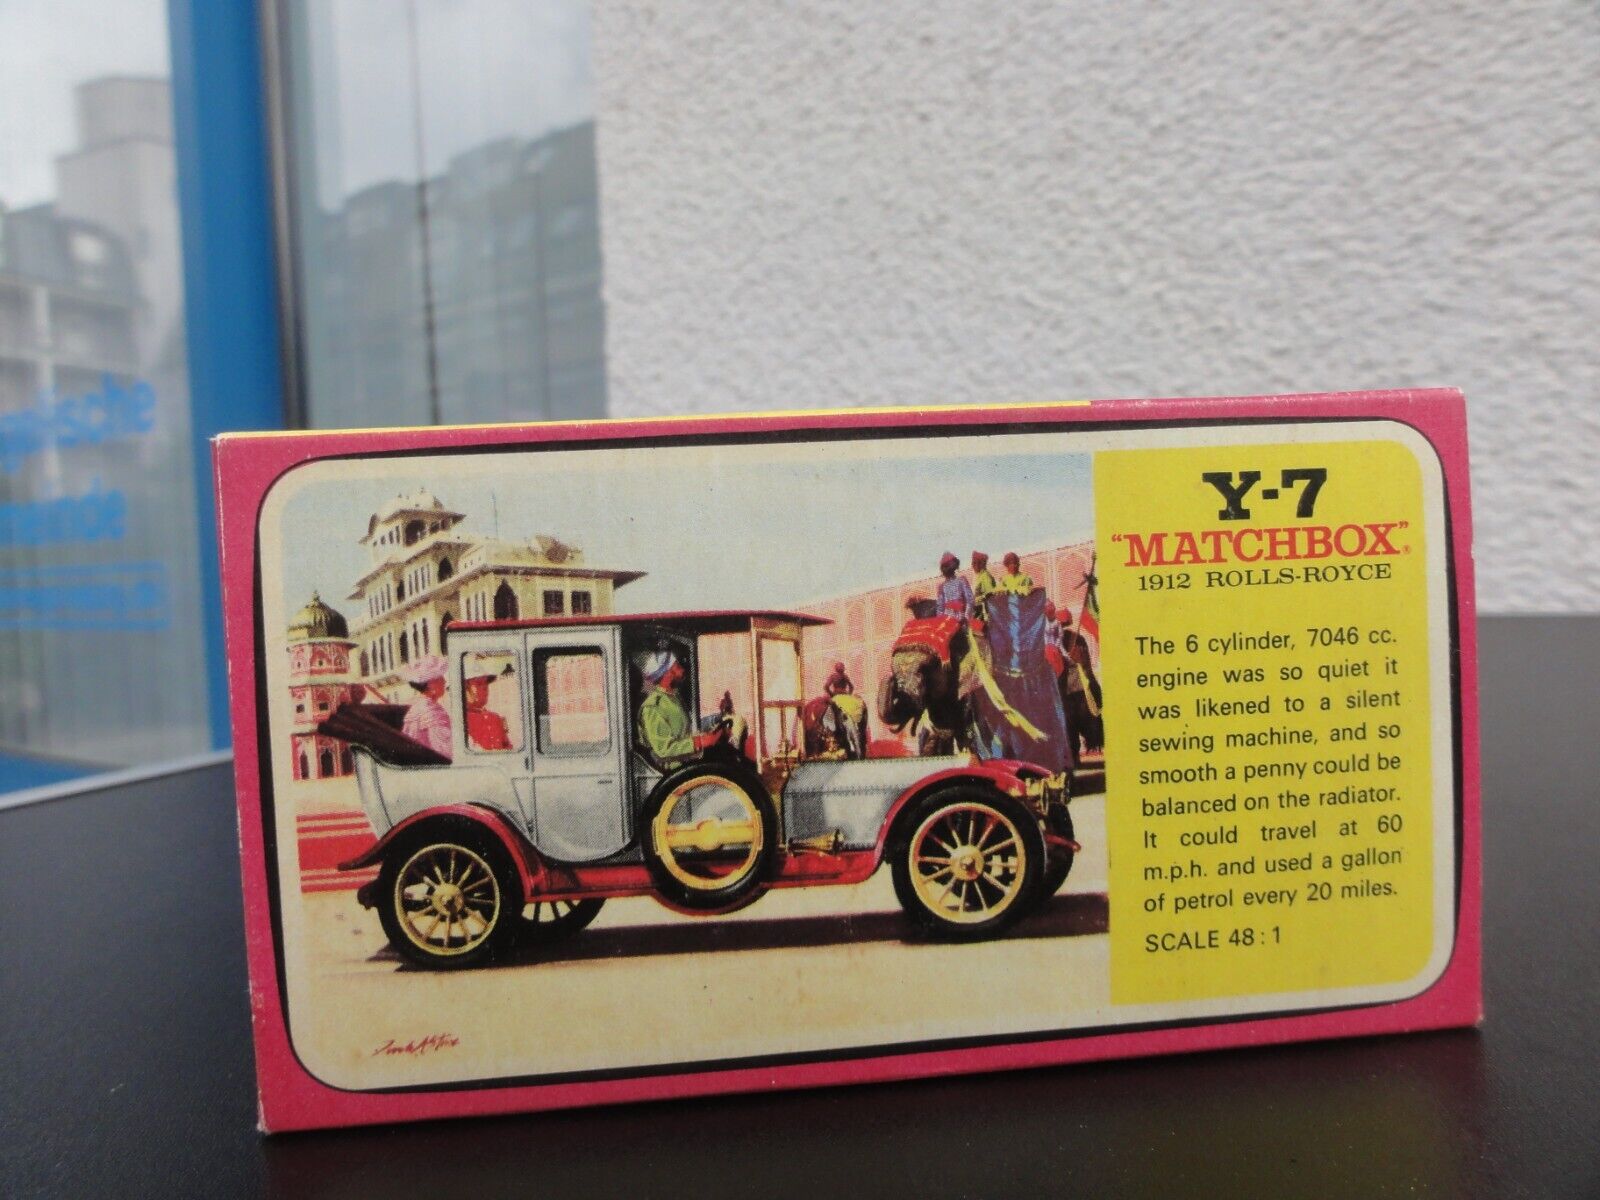 Y-7
"MATCHBOX"®
1912 ROLLS-ROYCE
The 6 cylinder, 7046 cc.
engine was so quiet it
was likened to a silent
sewing machine, and so
smooth a penny could be
balanced on the radiator.
It could travel at 60
m.p.h. and used a gallon
of petrol every 20 miles.
SCALE 48 : 1